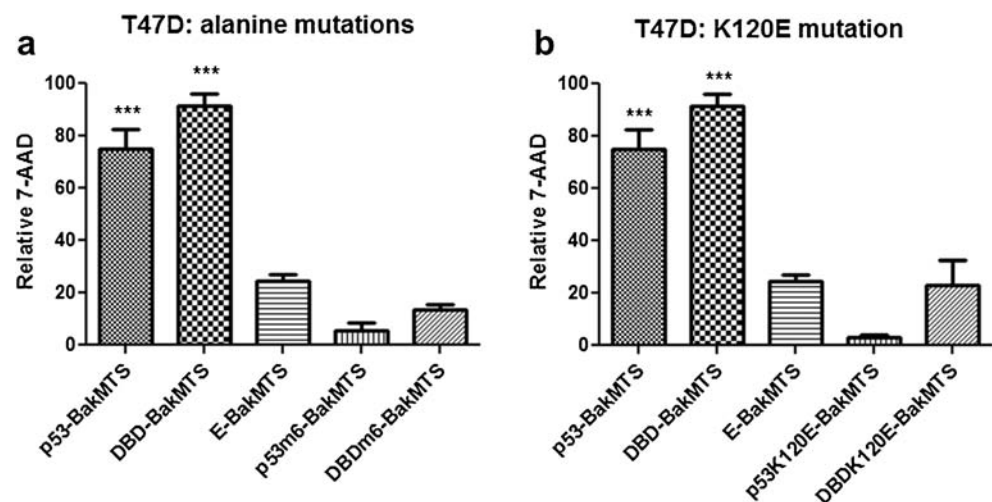 a
T47D: alanine mutations
Relative 7-AAD
100
80
60
40
20
0
***
***
p53-BakMTS
DBD-BakMTS
E-BakMTS
p53m6-BakMTS
DBDm6-BakMTS
b
T47D: K120E mutation
Relative 7-AAD
100
80
60
40
20
0
***
***
p53-BakMTS
DBD-BakMTS
E-BakMTS
p53K120E-BakMTS
DBDK120E-BakMTS